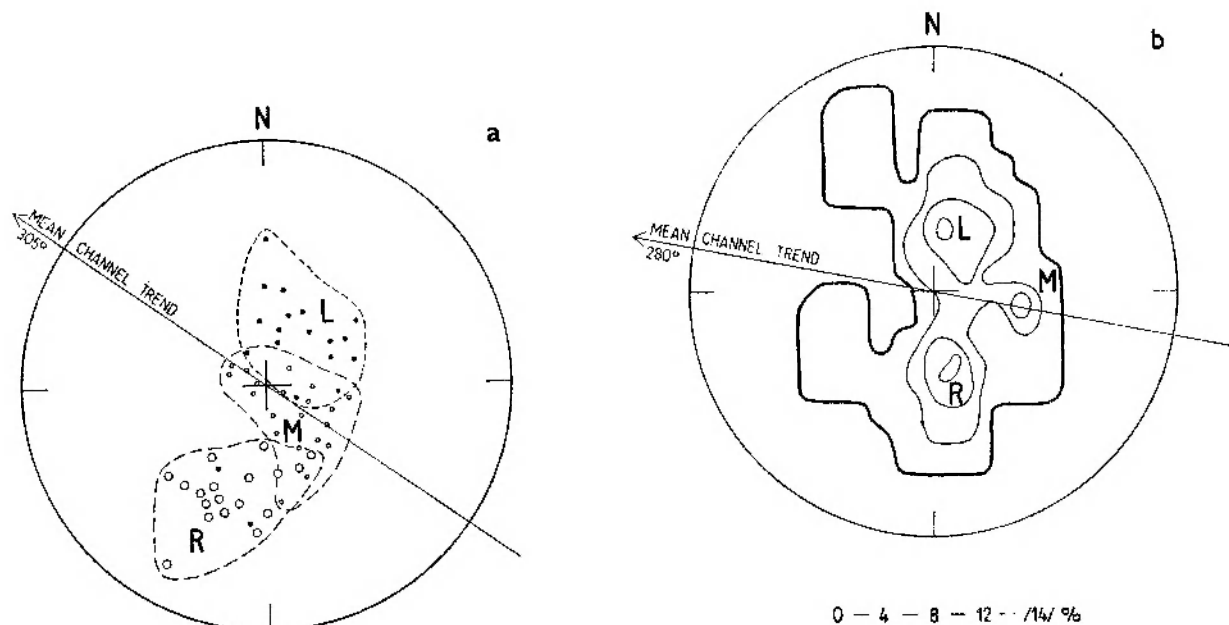 N
a
MEAN CHANNEL TREND
305°
L
M
R
N
b
MEAN CHANNEL TREND
280°
L
M
R
0 — 4 — 8 — 12 -- /14/ %